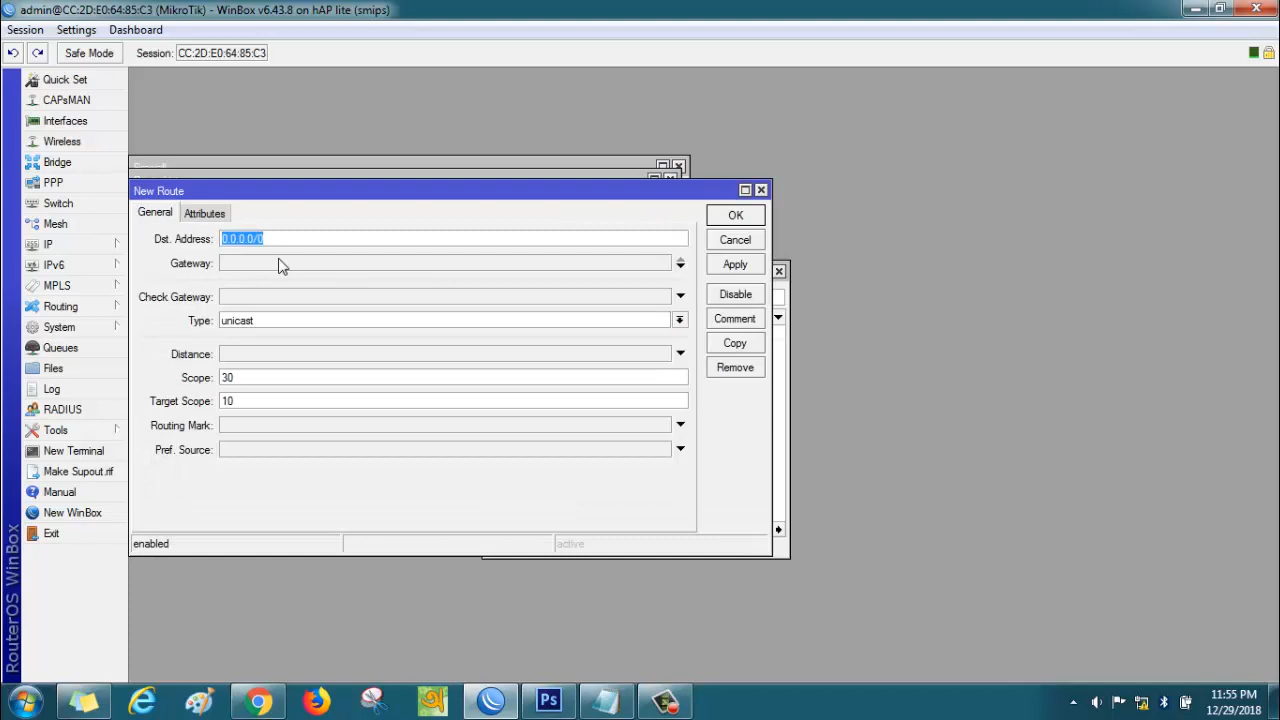 admin@CC:2D:E0:64:85:C3 (MikroTik) - WinBox v6.43.8 on hAP lite (smips)
Session Settings Dashboard
Safe Mode Session: CC:2D:E0:64:85:C3
Quick Set
CAPsMAN
Interfaces
Wireless
Bridge
PPP
Switch
Mesh
IP
IPv6
MPLS
Routing
System
Queues
Files
Log
RADIUS
Tools
New Terminal
Make Supout.rif
Manual
New WinBox
Exit
RouterOS WinBox
New Route
General Attributes
Dst. Address: 0.0.0.0/0
Gateway:
Check Gateway:
Type: unicast
Distance:
Scope: 30
Target Scope: 10
Routing Mark:
Pref. Source:
OK
Cancel
Apply
Disable
Comment
Copy
Remove
enabled active
Ps
11:55 PM
12/29/2018